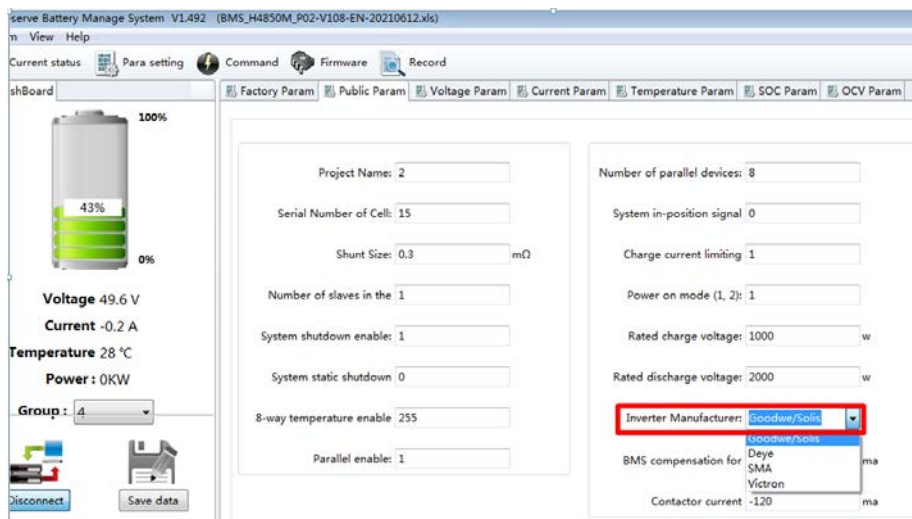 serve Battery Manage System V1.492 (BMS_H4850M_P02-V108-EN-20210612.xls)
m View Help
Current status Para setting Command Firmware Record
shBoard
Factory Param Public Param Voltage Param Current Param Temperature Param SOC Param OCV Param
100%
43%
0%
Voltage 49.6 V
Current -0.2 A
Temperature 28 ℃
Power : 0KW
Group : 4
Disconnect
Save data
Project Name: 2
Serial Number of Cell: 15
Shunt Size: 0.3 mΩ
Number of slaves in the 1
System shutdown enable: 1
System static shutdown 0
8-way temperature enable 255
Parallel enable: 1
Number of parallel devices: 8
System in-position signal 0
Charge current limiting 1
Power on mode (1, 2): 1
Rated charge voltage: 1000 w
Rated discharge voltage: 2000 w
Inverter Manufacturer: Goodwe/Solis
Goodwe/Solis
Deye
SMA
Victron
BMS compensation for ma
Contactor current -120 ma